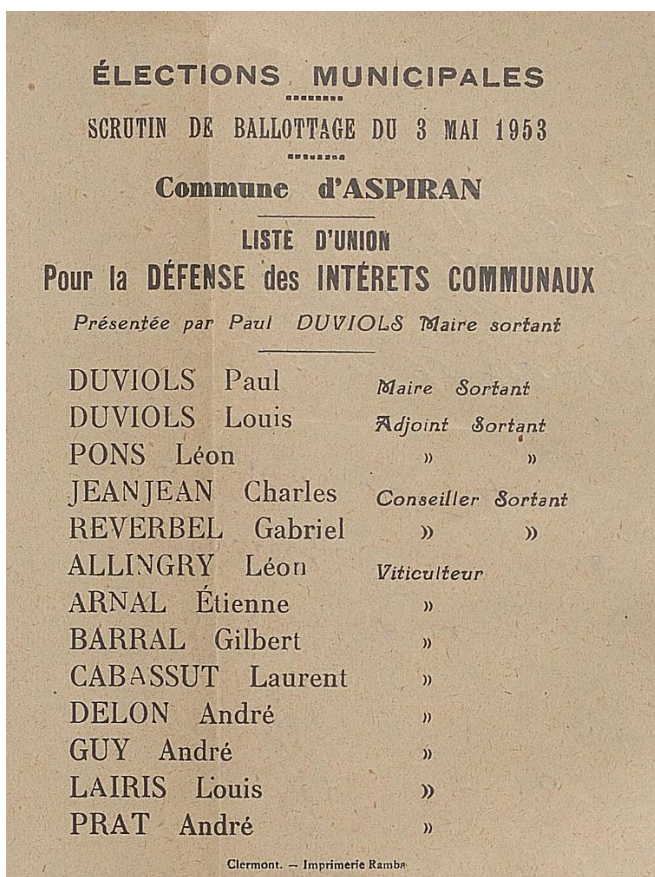 ÉLECTIONS MUNICIPALES
SCRUTIN DE BALLOTTAGE DU 3 MAI 1953
Commune d'ASPIRAN
LISTE D'UNION
Pour la DÉFENSE des INTÉRETS COMMUNAUX
Présentée par Paul DUVIOLS Maire sortant
DUVIOLS Paul Maire Sortant
DUVIOLS Louis Adjoint Sortant
PONS Léon » »
JEANJEAN Charles Conseiller Sortant
REVERBEL Gabriel » »
ALLINGRY Léon Viticulteur
ARNAL Étienne »
BARRAL Gilbert »
CABASSUT Laurent »
DELON André »
GUY André »
LAIRIS Louis »
PRAT André »
Clermont. — Imprimerie Ramba